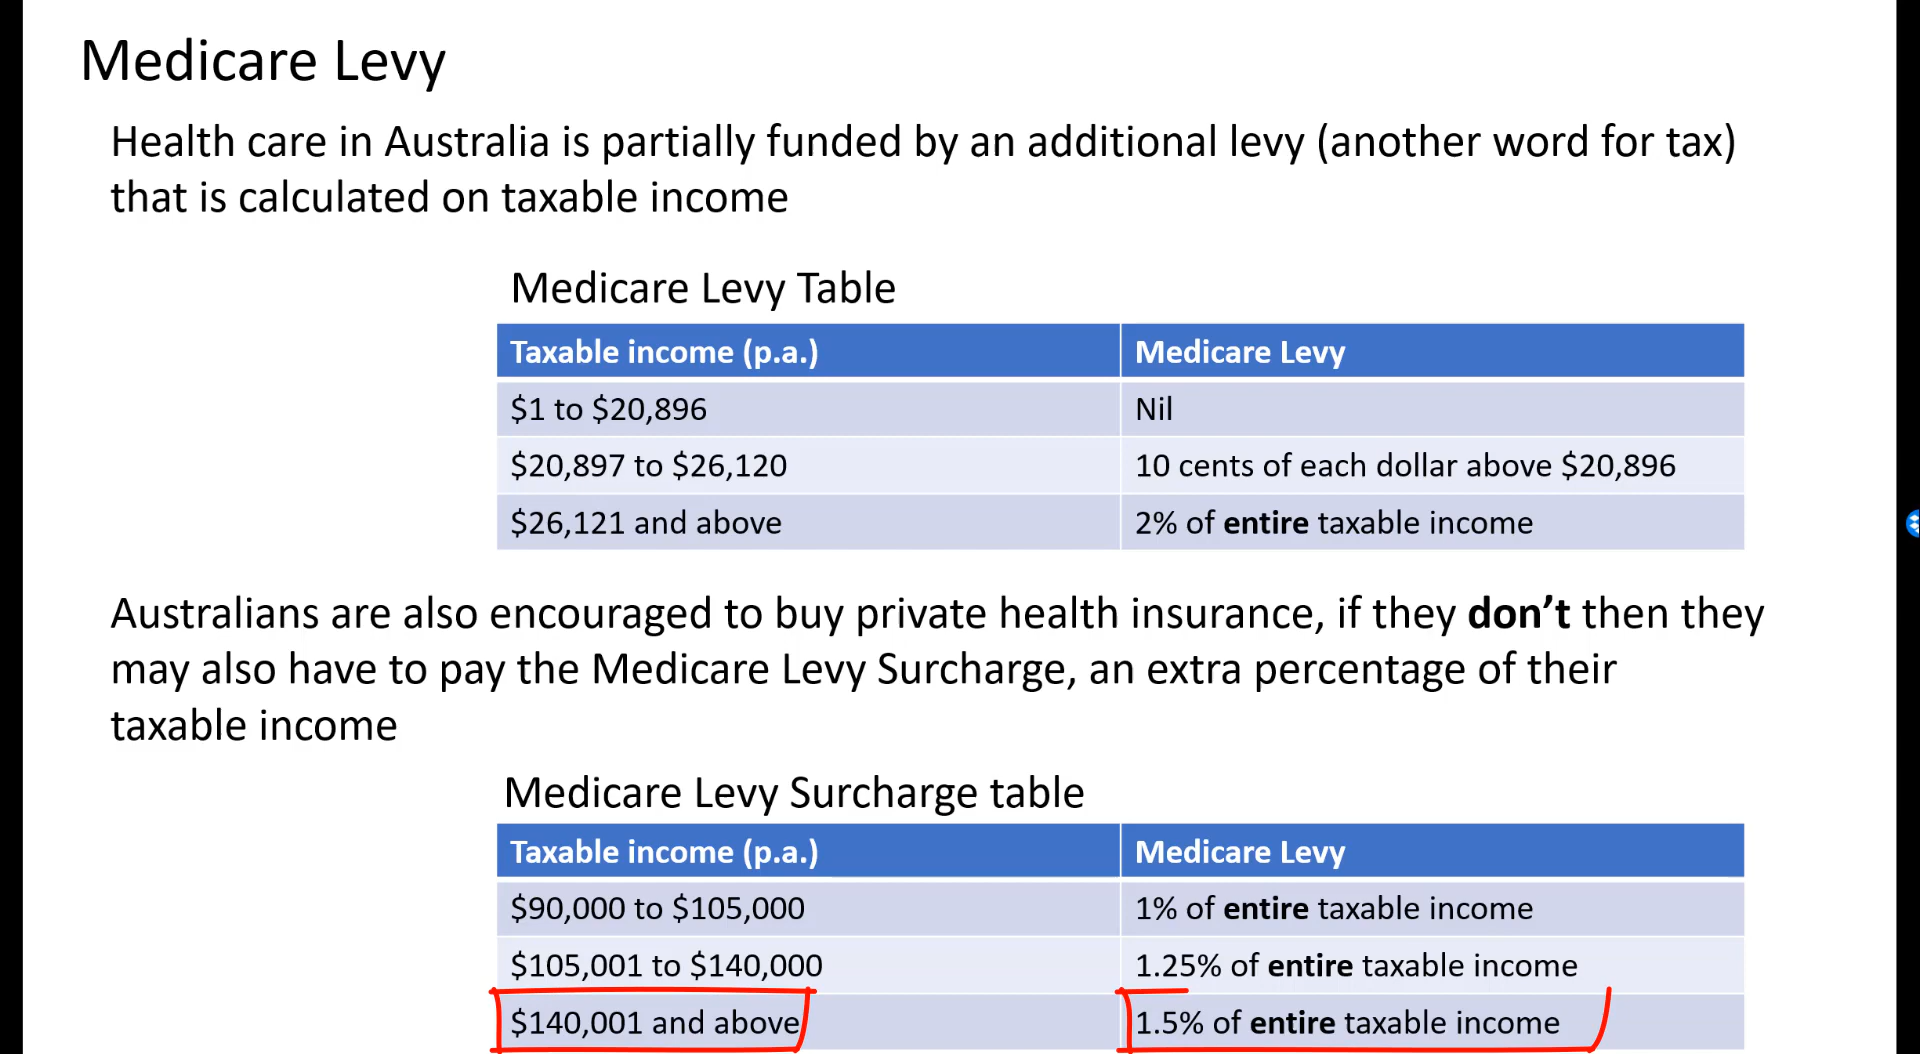 Medicare Levy
Health care in Australia is partially funded by an additional levy (another word for tax)
that is calculated on taxable income
Medicare Levy Table
Taxable income (p.a.) Medicare Levy
$1 to $20,896 Nil
$20,897 to $26,120 10 cents of each dollar above $20,896
$26,121 and above 2% of entire taxable income
Australians are also encouraged to buy private health insurance, if they don’t then they
may also have to pay the Medicare Levy Surcharge, an extra percentage of their
taxable income
Medicare Levy Surcharge table
Taxable income (p.a.) Medicare Levy
$90,000 to $105,000 1% of entire taxable income
$105,001 to $140,000 1.25% of entire taxable income
$140,001 and above 1.5% of entire taxable income